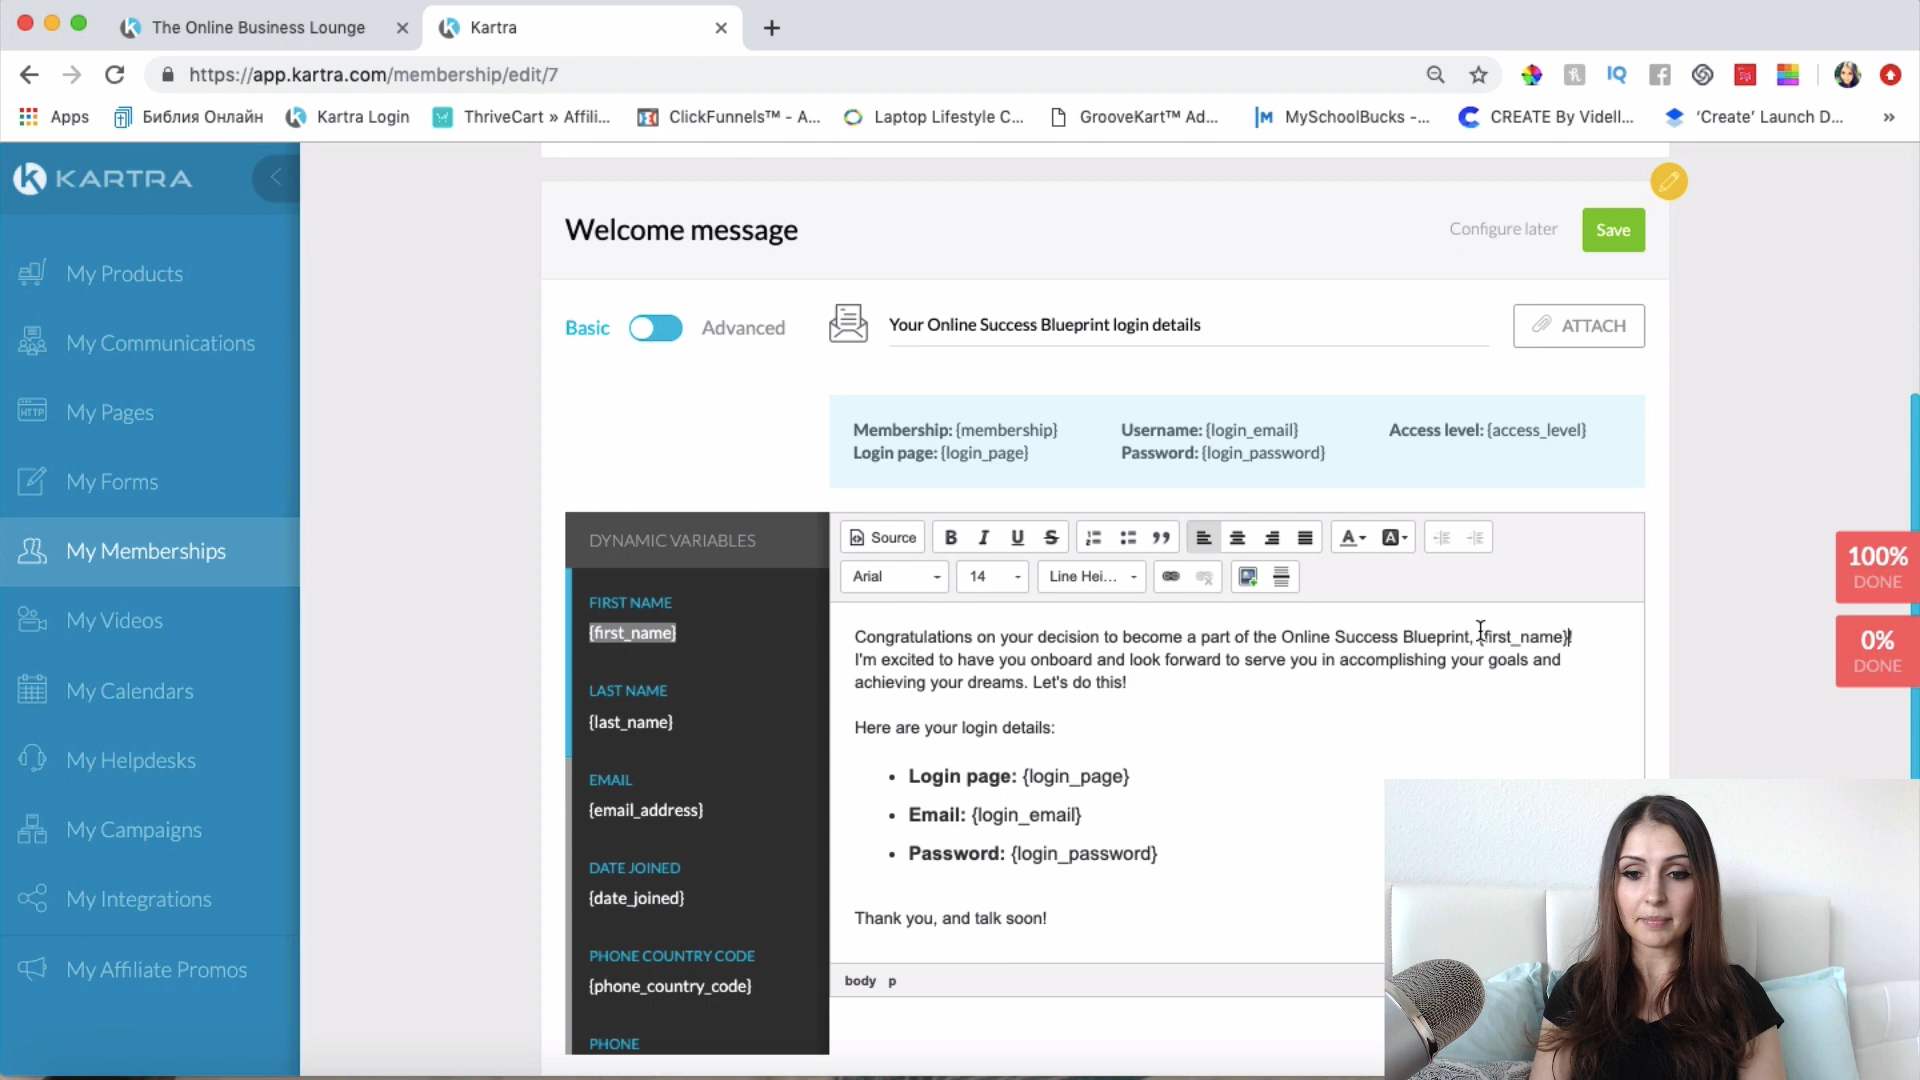 The Online Business Lounge
Kartra
https://app.kartra.com/membership/edit/7
IQ
Apps
Библия Онлайн
Kartra Login
ThriveCart » Affili...
ClickFunnels™ - A...
Laptop Lifestyle C...
GrooveKart™ Ad...
MySchoolBucks -...
CREATE By Videll...
'Create' Launch D...
»
KARTRA
My Products
My Communications
My Pages
HTTP
My Forms
My Memberships
My Videos
My Calendars
My Helpdesks
My Campaigns
My Integrations
My Affiliate Promos
Welcome message
Configure later
Save
Basic
Advanced
Your Online Success Blueprint login details
ATTACH
Membership: {membership}
Username: {login_email}
Access level: {access_level}
Login page: {login_page}
Password: {login_password}
DYNAMIC VARIABLES
FIRST NAME
{first_name}
LAST NAME
{last_name}
EMAIL
{email_address}
DATE JOINED
{date_joined}
PHONE COUNTRY CODE
{phone_country_code}
PHONE
Source
B I U S
Arial
14
Line Hei...
Congratulations on your decision to become a part of the Online Success Blueprint, {first_name}!
I'm excited to have you onboard and look forward to serve you in accomplishing your goals and
achieving your dreams. Let's do this!
Here are your login details:
• Login page: {login_page}
• Email: {login_email}
• Password: {login_password}
Thank you, and talk soon!
body p
100%
DONE
0%
DONE